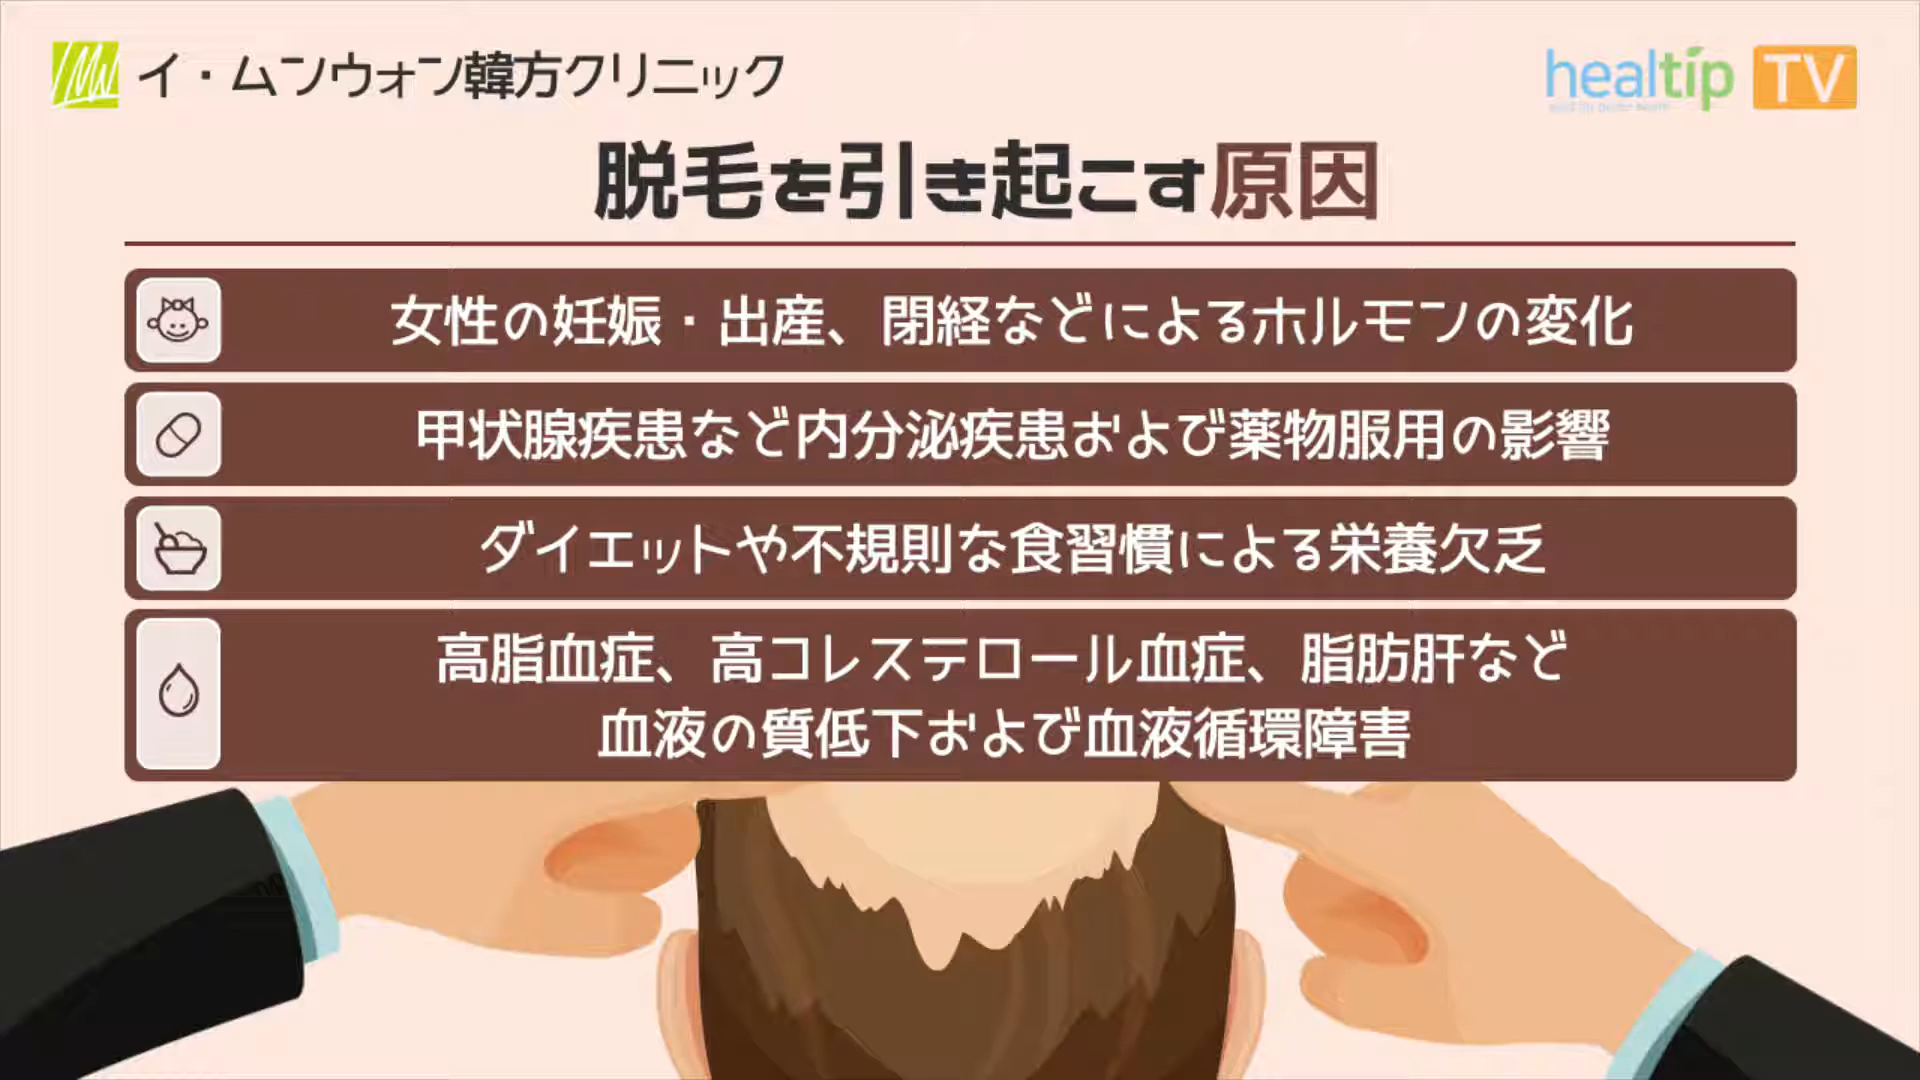 イ・ムンウォン韓方クリニック
healtip TV
脱毛を引き起こす原因
女性の妊娠・出産、閉経などによるホルモンの変化
甲状腺疾患など内分泌疾患および薬物服用の影響
ダイエットや不規則な食習慣による栄養欠乏
高脂血症、高コレステロール血症、脂肪肝など
血液の質低下および血液循環障害